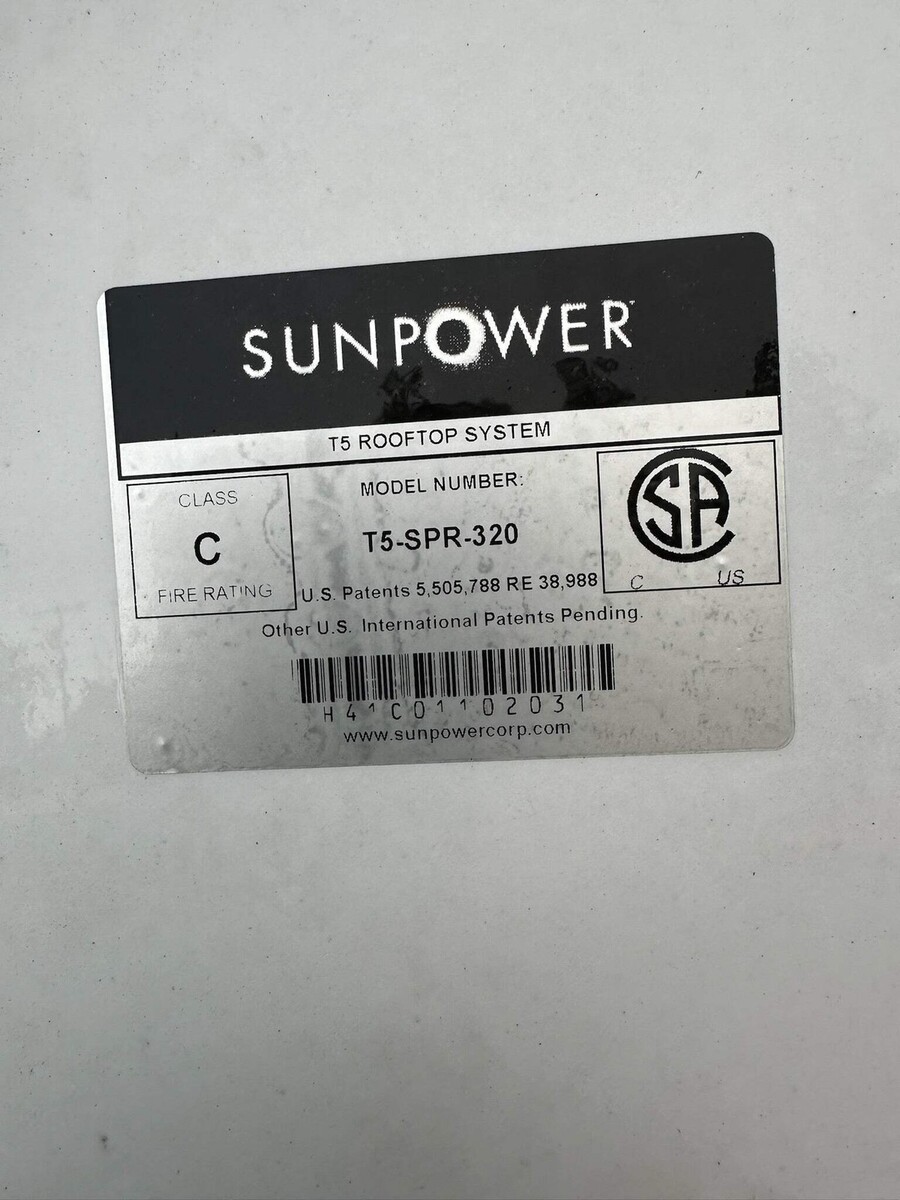 SUNPOWER
T5 ROOFTOP SYSTEM
CLASS
C
FIRE RATING
MODEL NUMBER:
T5-SPR-320
U.S. Patents 5,505,788 RE 38,988
Other U.S. International Patents Pending.
SA
C US
H41C01102031
www.sunpowercorp.com